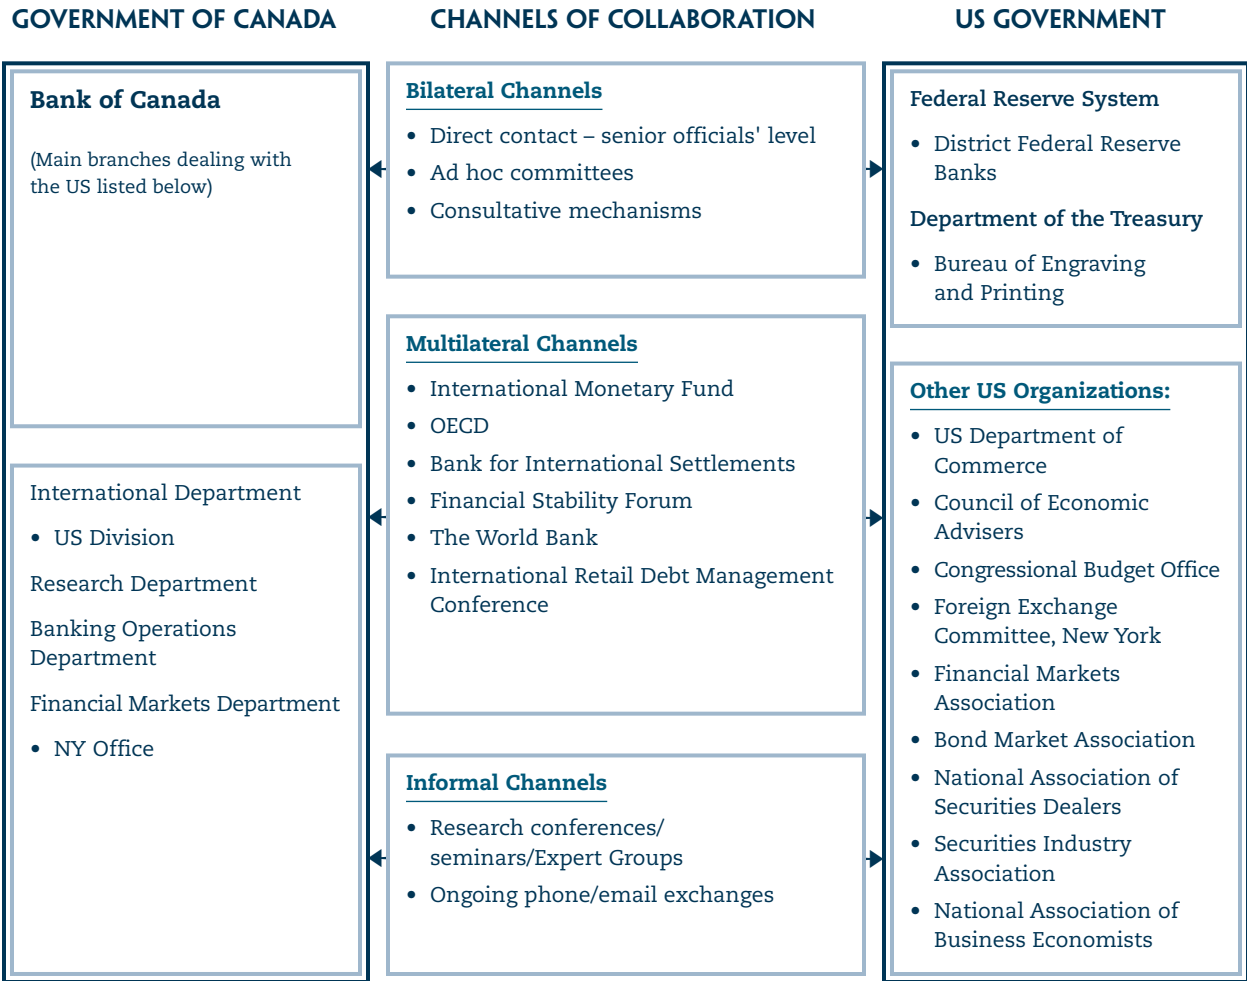 GOVERNMENT OF CANADA
Bank of Canada
(Main branches dealing with
the US listed below)
International Department
• US Division
Research Department
Banking Operations
Department
Financial Markets Department
• NY Office
CHANNELS OF COLLABORATION
Bilateral Channels
• Direct contact – senior officials' level
• Ad hoc committees
• Consultative mechanisms
Multilateral Channels
• International Monetary Fund
• OECD
• Bank for International Settlements
• Financial Stability Forum
• The World Bank
• International Retail Debt Management
Conference
Informal Channels
• Research conferences/
seminars/Expert Groups
• Ongoing phone/email exchanges
US GOVERNMENT
Federal Reserve System
• District Federal Reserve
Banks
Department of the Treasury
• Bureau of Engraving
and Printing
Other US Organizations:
• US Department of
Commerce
• Council of Economic
Advisers
• Congressional Budget Office
• Foreign Exchange
Committee, New York
• Financial Markets
Association
• Bond Market Association
• National Association of
Securities Dealers
• Securities Industry
Association
• National Association of
Business Economists